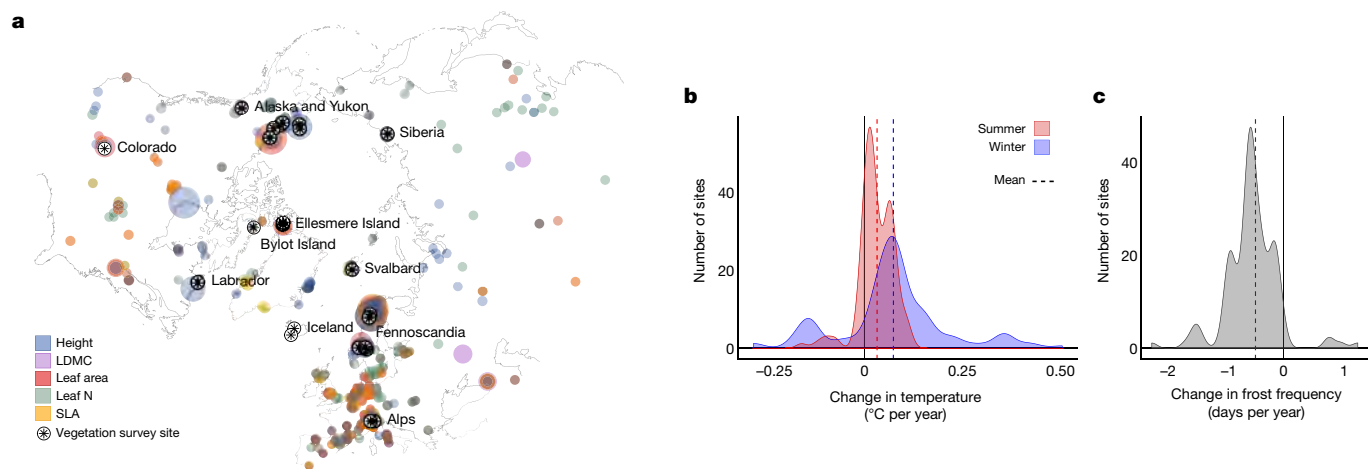 a
Alaska and Yukon
Siberia
Colorado
Ellesmere Island
Bylot Island
Svalbard
Labrador
Iceland
Fennoscandia
Alps
Height
LDMC
Leaf area
Leaf N
SLA
Vegetation survey site
b
Summer
Winter
Mean
Number of sites
40
20
0
−0.25
0
0.25
0.50
Change in temperature
(°C per year)
c
Number of sites
40
20
0
−2
−1
0
1
Change in frost frequency
(days per year)